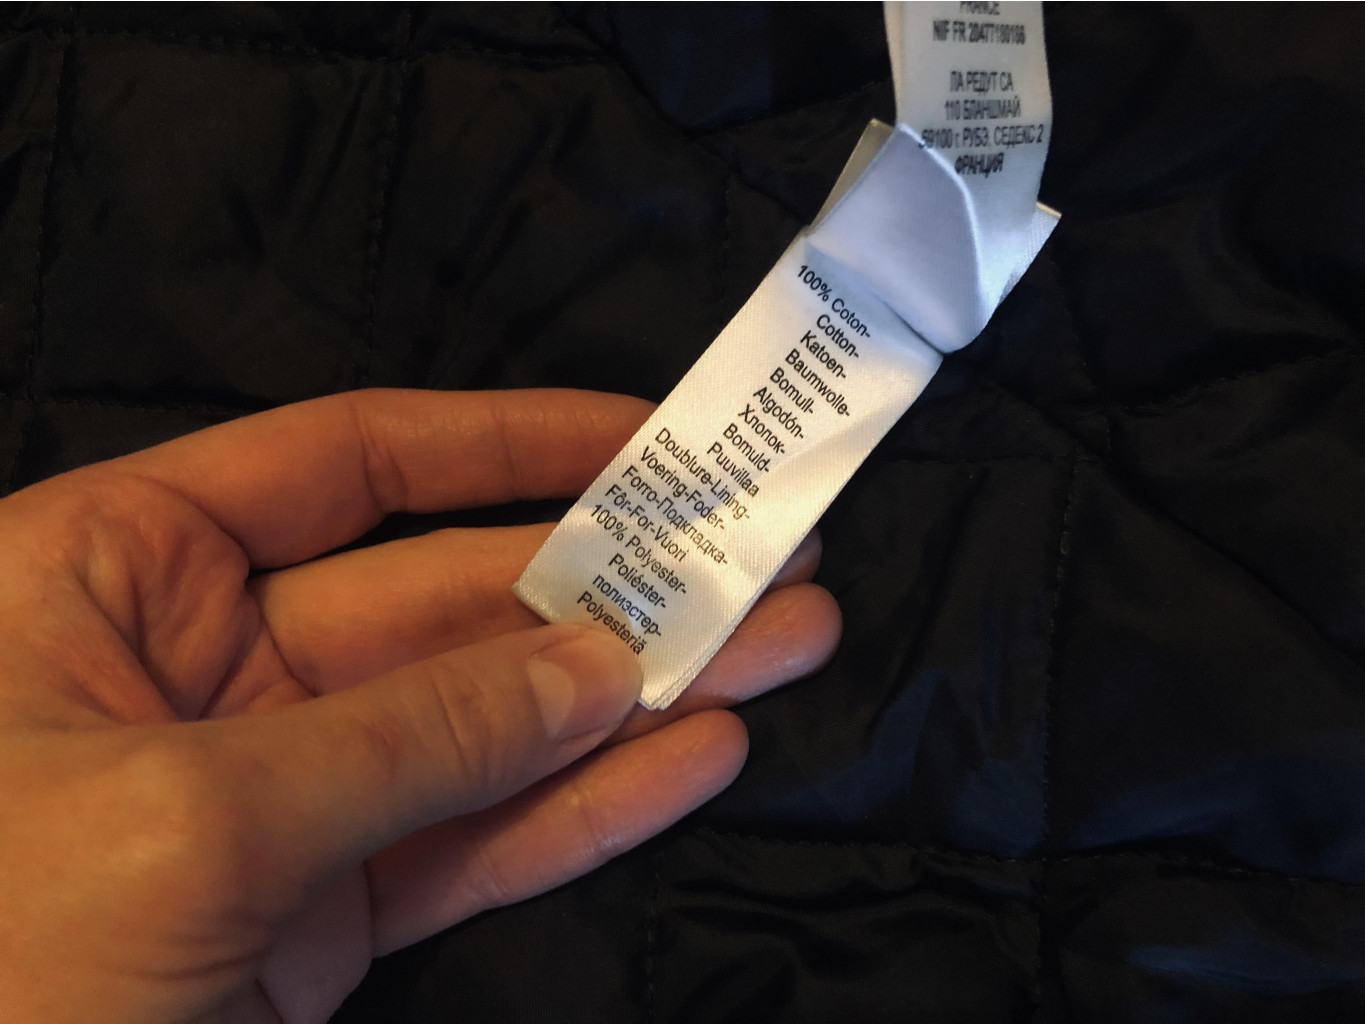 FRANCE
NIF FR 20477180186
ЛА РЕДУТ СА
110 БЛАНШМАЙ
59100 г. РУБЭ, СЕДЕКС 2
ФРАНЦИЯ
100% Coton-
Cotton-
Katoen-
Baumwolle-
Bomull-
Algodón-
Хлопок-
Bomuld-
Puuvillaa
Doublure-Lining-
Voering-Foder-
Forro-Подкладка-
Fôr-For-Vuori
100% Polyester-
Poliéster-
полиэстер-
Polyesteriä